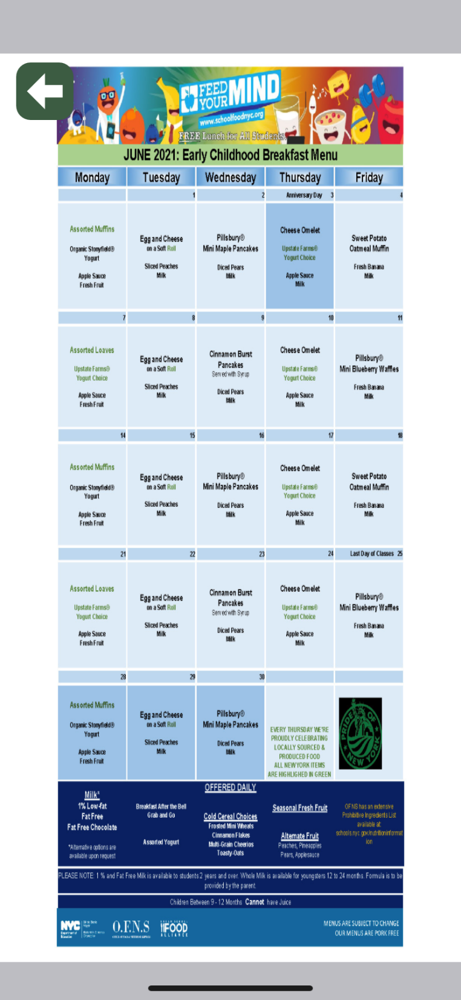 FEED
YOUR MIND
www.schoolfoodnyc.org
FREE Lunch for All Students
JUNE 2021: Early Childhood Breakfast Menu
Monday Tuesday Wednesday Thursday Friday
1 2 Anniversary Day 3 4
Assorted Muffins
Organic Stonyfield®
Yogurt
Apple Sauce
Fresh Fruit
Egg and Cheese
on a Soft Roll
Sliced Peaches
Milk
Pillsbury®
Mini Maple Pancakes
Diced Pears
Milk
Cheese Omelet
Upstate Farms®
Yogurt Choice
Apple Sauce
Milk
Sweet Potato
Oatmeal Muffin
Fresh Banana
Milk
7 8 9 10 11
Assorted Loaves
Upstate Farms®
Yogurt Choice
Apple Sauce
Fresh Fruit
Egg and Cheese
on a Soft Roll
Sliced Peaches
Milk
Cinnamon Burst
Pancakes
Served with Syrup
Diced Pears
Milk
Cheese Omelet
Upstate Farms®
Yogurt Choice
Apple Sauce
Milk
Pillsbury®
Mini Blueberry Waffles
Fresh Banana
Milk
14 15 16 17 18
Assorted Muffins
Organic Stonyfield®
Yogurt
Apple Sauce
Fresh Fruit
Egg and Cheese
on a Soft Roll
Sliced Peaches
Milk
Pillsbury®
Mini Maple Pancakes
Diced Pears
Milk
Cheese Omelet
Upstate Farms®
Yogurt Choice
Apple Sauce
Milk
Sweet Potato
Oatmeal Muffin
Fresh Banana
Milk
21 22 23 24 Last Day of Classes 25
Assorted Loaves
Upstate Farms®
Yogurt Choice
Apple Sauce
Fresh Fruit
Egg and Cheese
on a Soft Roll
Sliced Peaches
Milk
Cinnamon Burst
Pancakes
Served with Syrup
Diced Pears
Milk
Cheese Omelet
Upstate Farms®
Yogurt Choice
Apple Sauce
Milk
Pillsbury®
Mini Blueberry Waffles
Fresh Banana
Milk
28 29 30
Assorted Muffins
Organic Stonyfield®
Yogurt
Apple Sauce
Fresh Fruit
Egg and Cheese
on a Soft Roll
Sliced Peaches
Milk
Pillsbury®
Mini Maple Pancakes
Diced Pears
Milk
EVERY THURSDAY WE'RE
PROUDLY CELEBRATING
LOCALLY SOURCED &
PRODUCED FOOD
ALL NEW YORK ITEMS
ARE HIGHLIGHED IN GREEN
PRIDE OF
NEW YORK
OFFERED DAILY
Milk*
1% Low-fat
Fat Free
Fat Free Chocolate
*Alternative options are
available upon request
Breakfast After the Bell
Grab and Go
Assorted Yogurt
Cold Cereal Choices
Frosted Mini Wheats
Cinnamon Flakes
Multi-Grain Cheerios
Toasty-Oats
Seasonal Fresh Fruit
Alternate Fruit
Peaches, Pineapples
Pears, Applesauce
OFNS has an extensive
Prohibitive Ingredients List
available at:
schools.nyc.gov/nutritioninformat
ion
PLEASE NOTE: 1 % and Fat Free Milk is available to students 2 years and over. Whole Milk is available for youngsters 12 to 24 months. Formula is to be
provided by the parent.
Children Between 9 - 12 Months Cannot have Juice
NYC
Department of
Education
O.F.N.S
FOOD
ALLIANCE
MENUS ARE SUBJECT TO CHANGE
OUR MENUS ARE PORK FREE